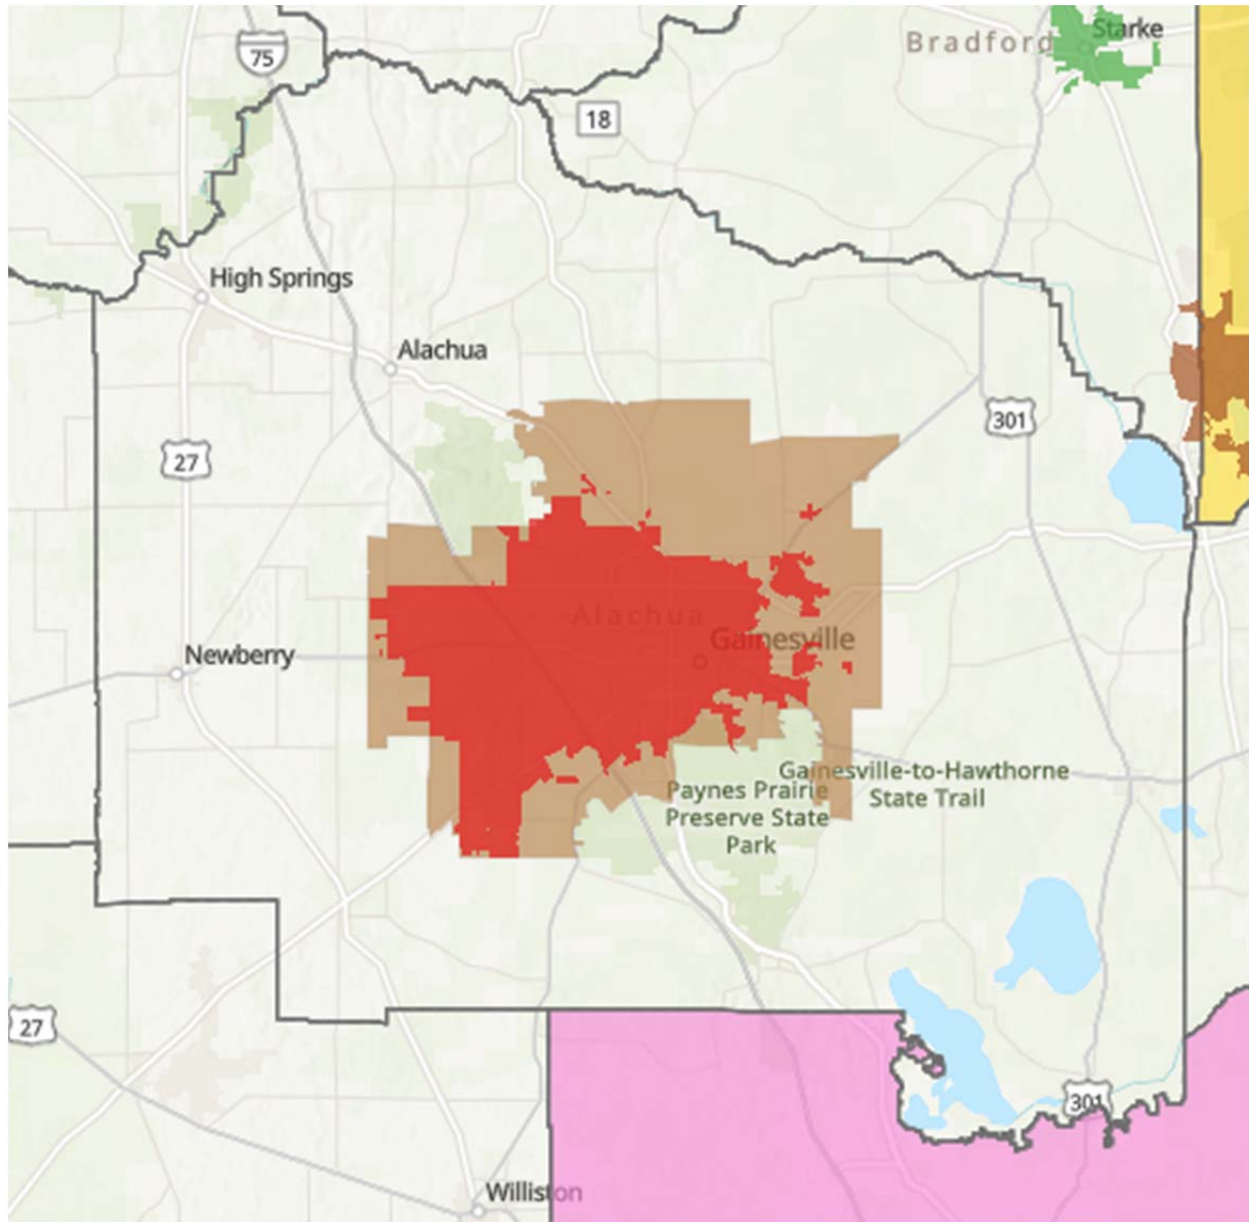 Starke
Bradford
75
18
High Springs
Alachua
301
27
Alachua
Gainesville
Newberry
Gainesville-to-Hawthorne
State Trail
Paynes Prairie
Preserve State
Park
27
301
Williston